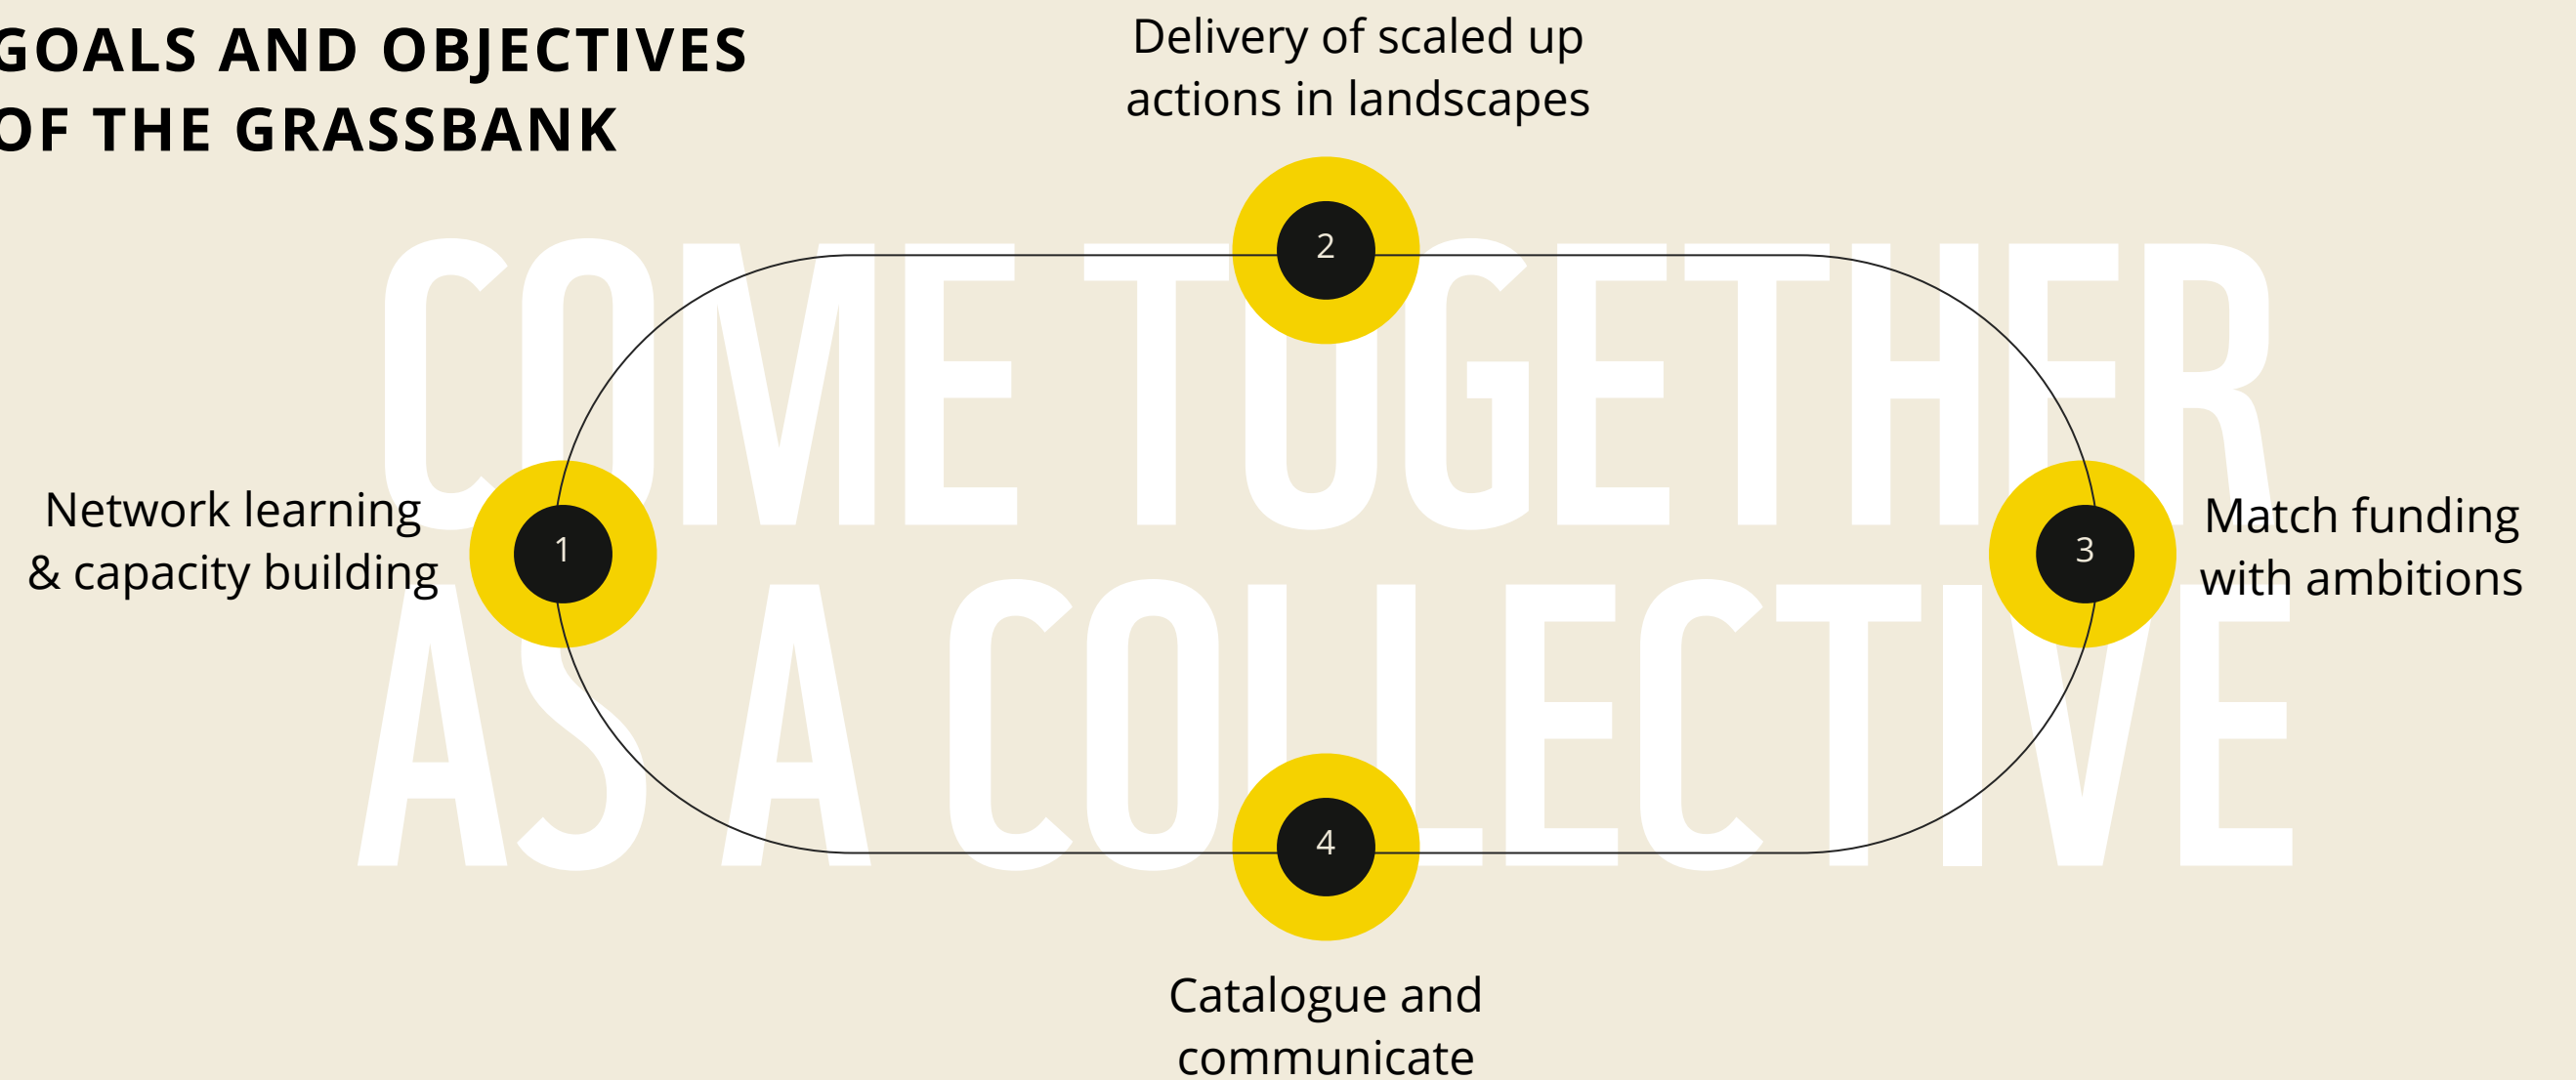 GOALS AND OBJECTIVES
OF THE GRASSBANK
Delivery of scaled up
actions in landscapes
2
COME TOGETHER
Network learning
& capacity building
1
3
Match funding
with ambitions
AS A COLLECTIVE
4
Catalogue and
communicate